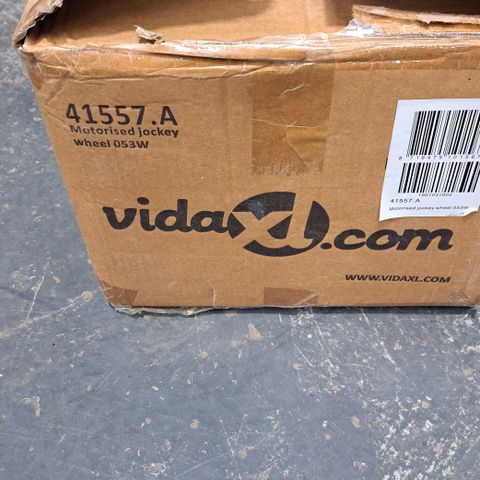 41557.A
Motorised jockey
wheel 053W
vidaXL.com
WWW.VIDAXL.COM
41557.A
Motorised jockey wheel 053W